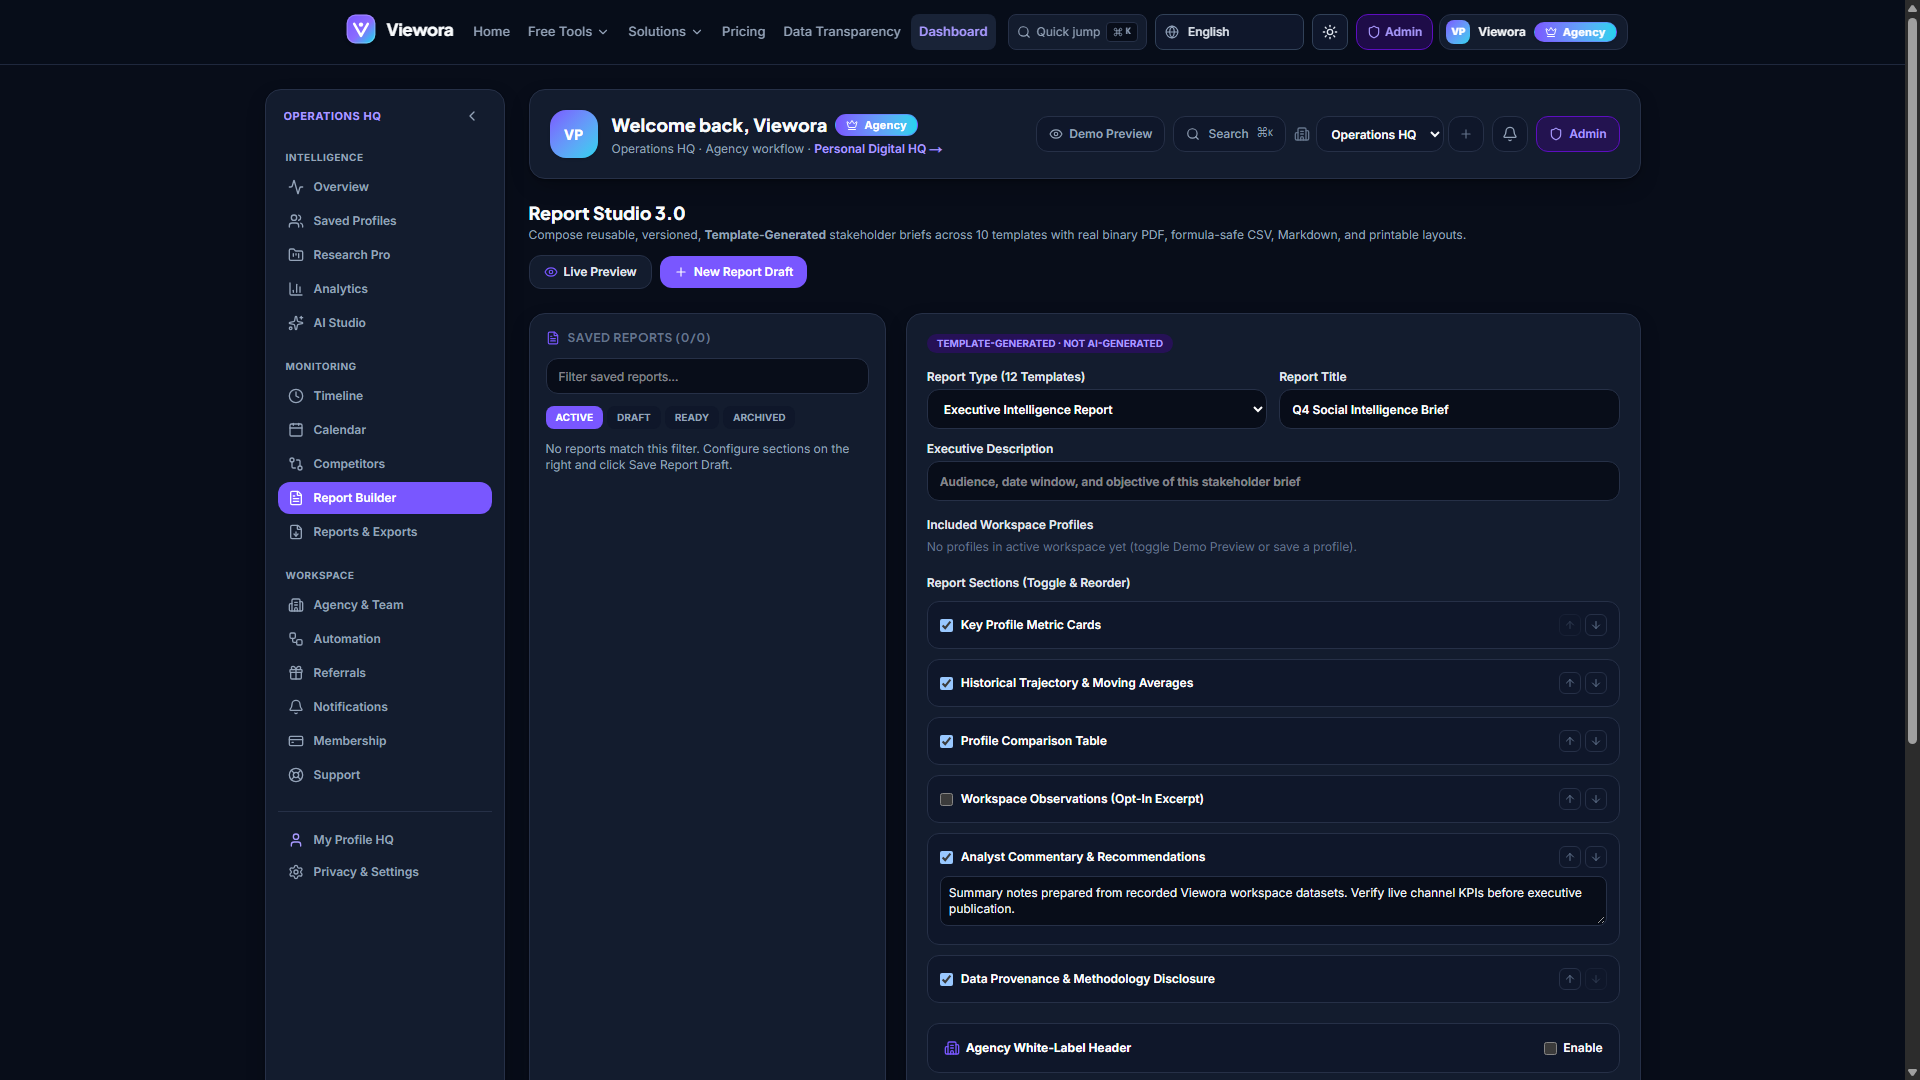 Viewora
Home
Free Tools
Solutions
Pricing
Data Transparency
Dashboard
Quick jump ⌘ K
English
Admin
VP Viewora Agency
OPERATIONS HQ
INTELLIGENCE
Overview
Saved Profiles
Research Pro
Analytics
AI Studio
MONITORING
Timeline
Calendar
Competitors
Report Builder
Reports & Exports
WORKSPACE
Agency & Team
Automation
Referrals
Notifications
Membership
Support
My Profile HQ
Privacy & Settings
VP
Welcome back, Viewora Agency
Operations HQ · Agency workflow · Personal Digital HQ →
Demo Preview
Search ⌘K
Operations HQ
Admin
Report Studio 3.0
Compose reusable, versioned, Template-Generated stakeholder briefs across 10 templates with real binary PDF, formula-safe CSV, Markdown, and printable layouts.
Live Preview
New Report Draft
SAVED REPORTS (0/0)
Filter saved reports...
ACTIVE DRAFT READY ARCHIVED
No reports match this filter. Configure sections on the
right and click Save Report Draft.
TEMPLATE-GENERATED · NOT AI-GENERATED
Report Type (12 Templates)
Executive Intelligence Report
Report Title
Q4 Social Intelligence Brief
Executive Description
Audience, date window, and objective of this stakeholder brief
Included Workspace Profiles
No profiles in active workspace yet (toggle Demo Preview or save a profile).
Report Sections (Toggle & Reorder)
Key Profile Metric Cards
Historical Trajectory & Moving Averages
Profile Comparison Table
Workspace Observations (Opt-In Excerpt)
Analyst Commentary & Recommendations
Summary notes prepared from recorded Viewora workspace datasets. Verify live channel KPIs before executive
publication.
Data Provenance & Methodology Disclosure
Agency White-Label Header
Enable